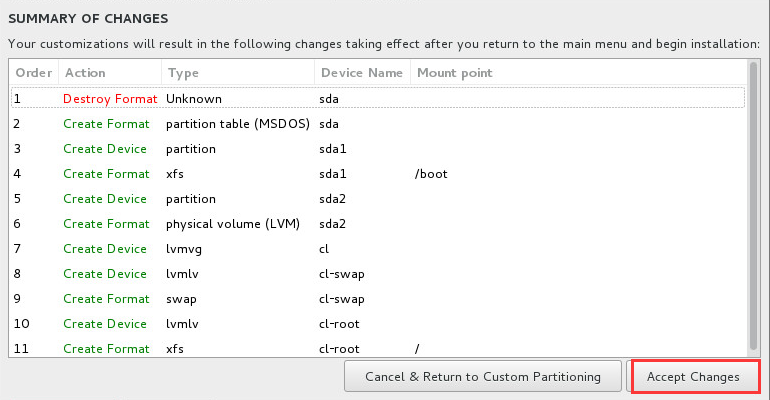 SUMMARY OF CHANGES
Your customizations will result in the following changes taking effect after you return to the main menu and begin installation:
Order Action Type Device Name Mount point
1 Destroy Format Unknown sda
2 Create Format partition table (MSDOS) sda
3 Create Device partition sda1
4 Create Format xfs sda1 /boot
5 Create Device partition sda2
6 Create Format physical volume (LVM) sda2
7 Create Device lvmvg cl
8 Create Device lvmlv cl-swap
9 Create Format swap cl-swap
10 Create Device lvmlv cl-root
11 Create Format xfs cl-root /
Cancel & Return to Custom Partitioning Accept Changes